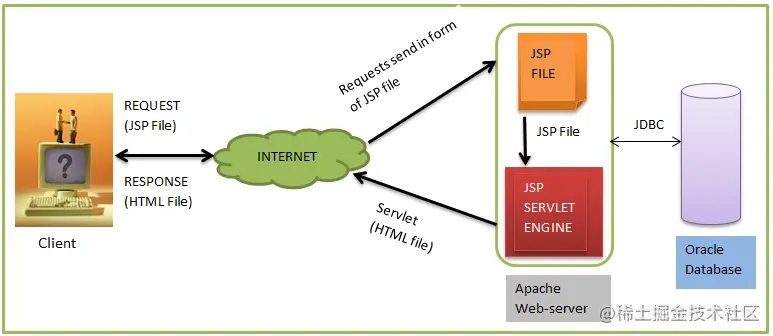 REQUEST
(JSP File)
RESPONSE
(HTML File)
Client
?
INTERNET
Requests send in form
of JSP file
Servlet
(HTML file)
JSP
FILE
JSP File
JSP
SERVLET
ENGINE
Apache
Web-server
JDBC
Oracle
Database
@稀土掘金技术社区